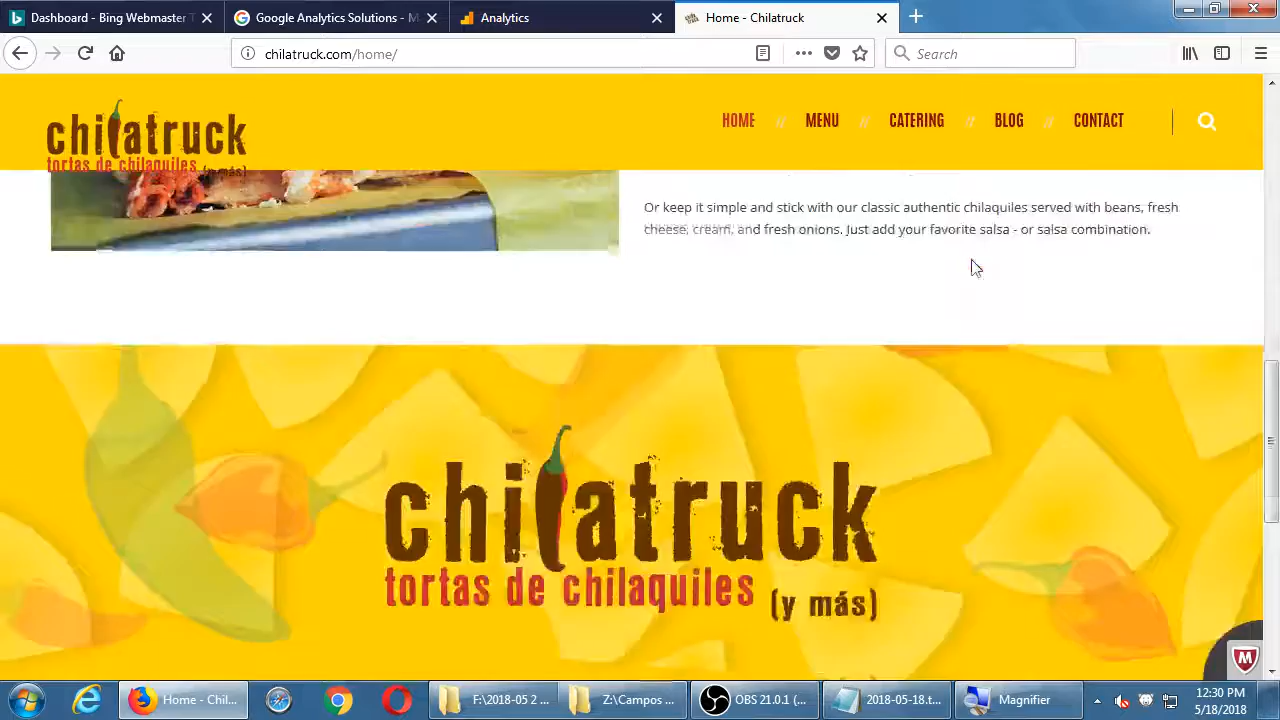 Dashboard - Bing Webmaster T
Google Analytics Solutions - M
Analytics
Home - Chilatruck
chilatruck.com/home/
Search
chilatruck
tortas de chilaquiles (y más)
HOME // MENU // CATERING // BLOG // CONTACT
Or keep it simple and stick with our classic authentic chilaquiles served with beans, fresh
cheese, cream, and fresh onions. Just add your favorite salsa - or salsa combination.
chilatruck
tortas de chilaquiles (y más)
Home - Chil...
F:\2018-05 2 ...
Z:\Campos ...
OBS 21.0.1 (...
2018-05-18.t...
Magnifier
12:30 PM
5/18/2018